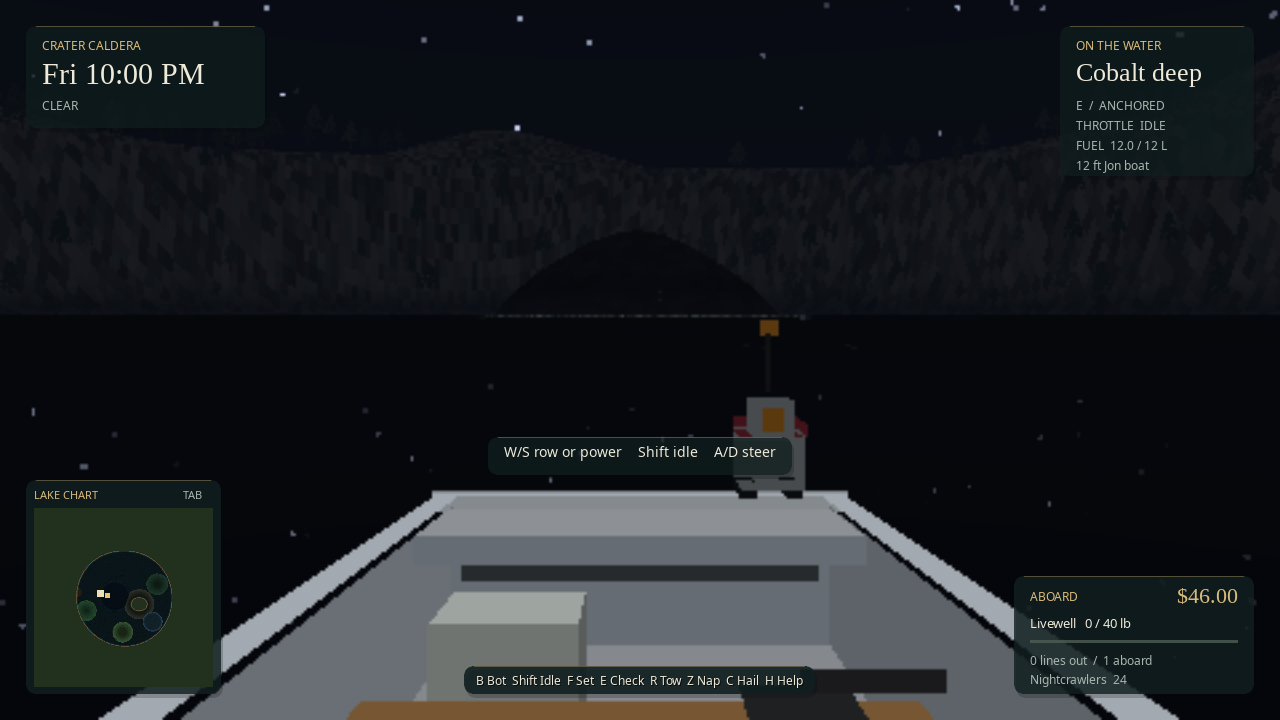 CRATER CALDERA
Fri 10:00 PM
CLEAR
ON THE WATER
Cobalt deep
E / ANCHORED
THROTTLE IDLE
FUEL 12.0 / 12 L
12 ft Jon boat
W/S row or power Shift idle A/D steer
LAKE CHART TAB
ABOARD $46.00
Livewell 0 / 40 lb
0 lines out / 1 aboard
Nightcrawlers 24
B Bot Shift Idle F Set E Check R Tow Z Nap C Hail H Help